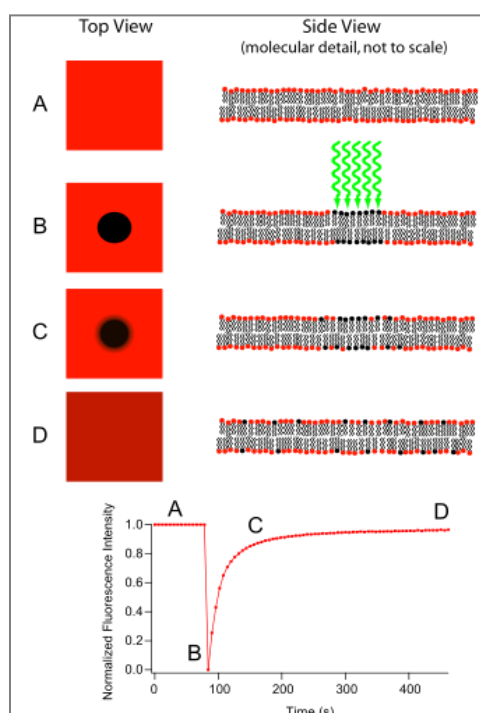 Top View
Side View
(molecular detail, not to scale)
A
B
C
D
A
B
C
D
Normalized Fluorescence Intensity
1.0
0.8
0.6
0.4
0.2
0.0
0
100
200
300
400
Time (s)